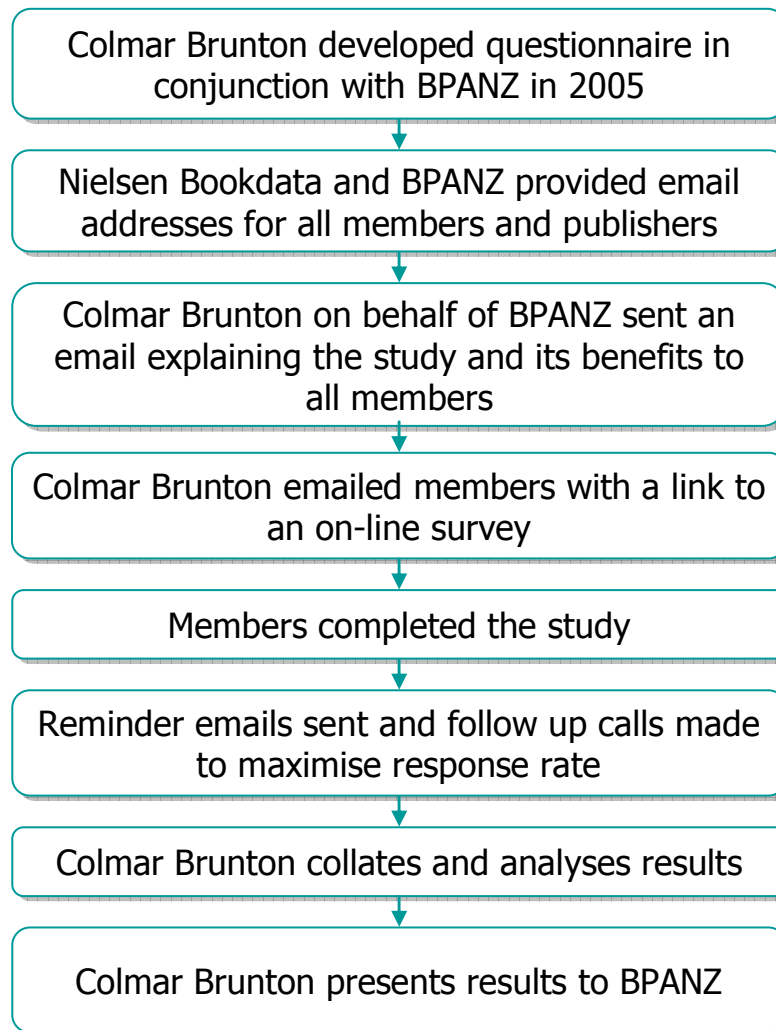 Colmar Brunton developed questionnaire in
conjunction with BPANZ in 2005
Nielsen Bookdata and BPANZ provided email
addresses for all members and publishers
Colmar Brunton on behalf of BPANZ sent an
email explaining the study and its benefits to
all members
Colmar Brunton emailed members with a link to
an on-line survey
Members completed the study
Reminder emails sent and follow up calls made
to maximise response rate
Colmar Brunton collates and analyses results
Colmar Brunton presents results to BPANZ